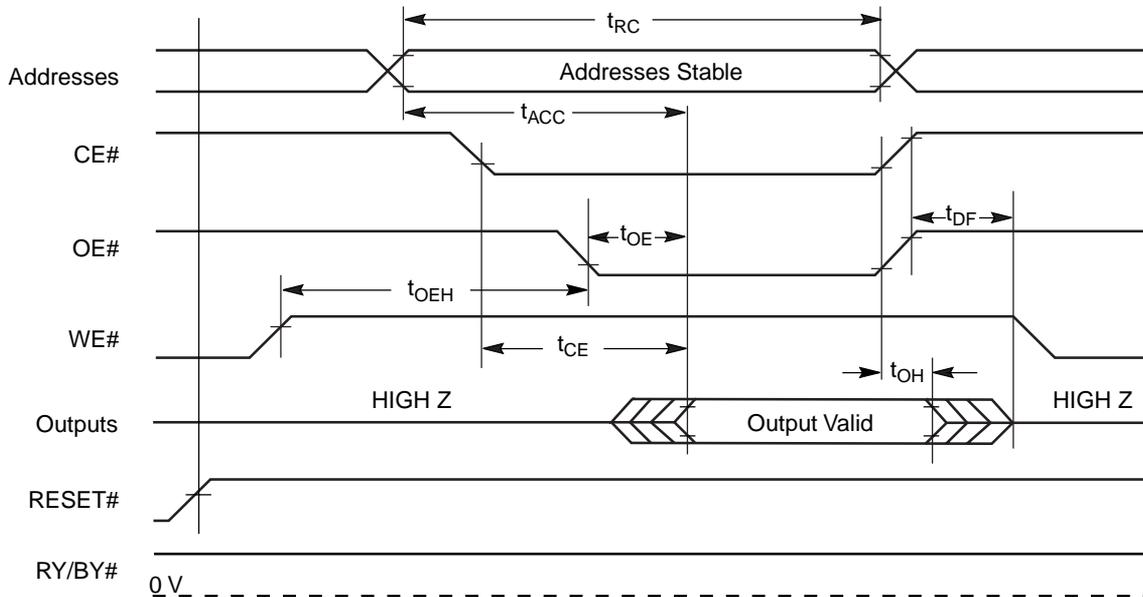 tRC
Addresses
Addresses Stable
tACC
CE#
tDF
OE#
tOE
tOEH
WE#
tCE
tOH
HIGH Z
HIGH Z
Outputs
Output Valid
RESET#
RY/BY#
0 V